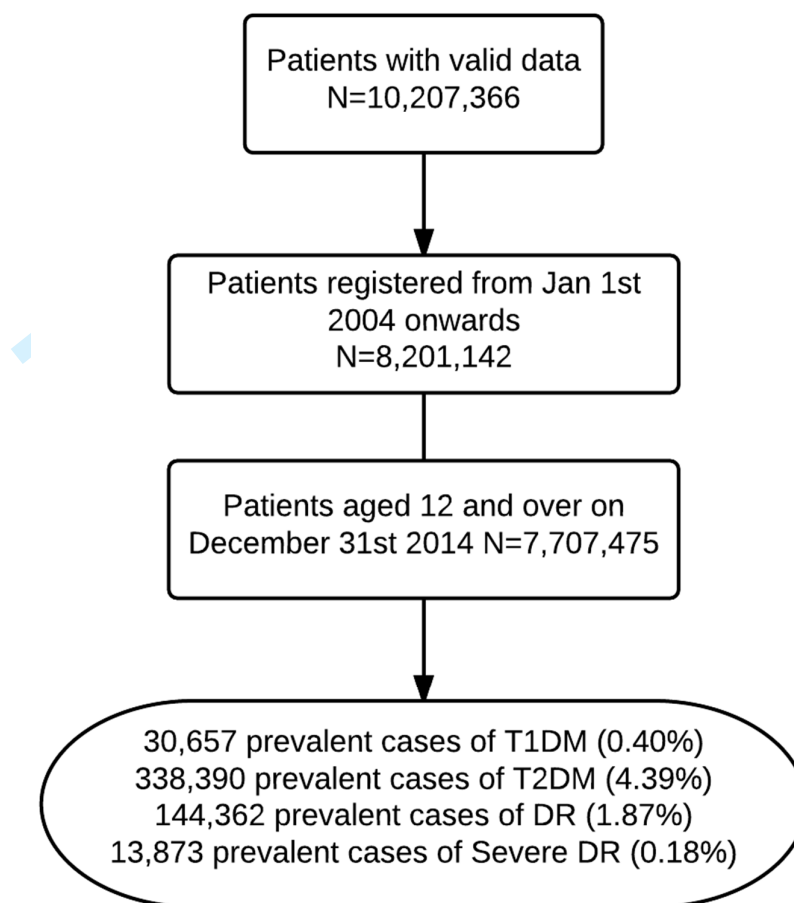 Patients with valid data
N=10,207,366
Patients registered from Jan 1st
2004 onwards
N=8,201,142
Patients aged 12 and over on
December 31st 2014 N=7,707,475
30,657 prevalent cases of T1DM (0.40%)
338,390 prevalent cases of T2DM (4.39%)
144,362 prevalent cases of DR (1.87%)
13,873 prevalent cases of Severe DR (0.18%)